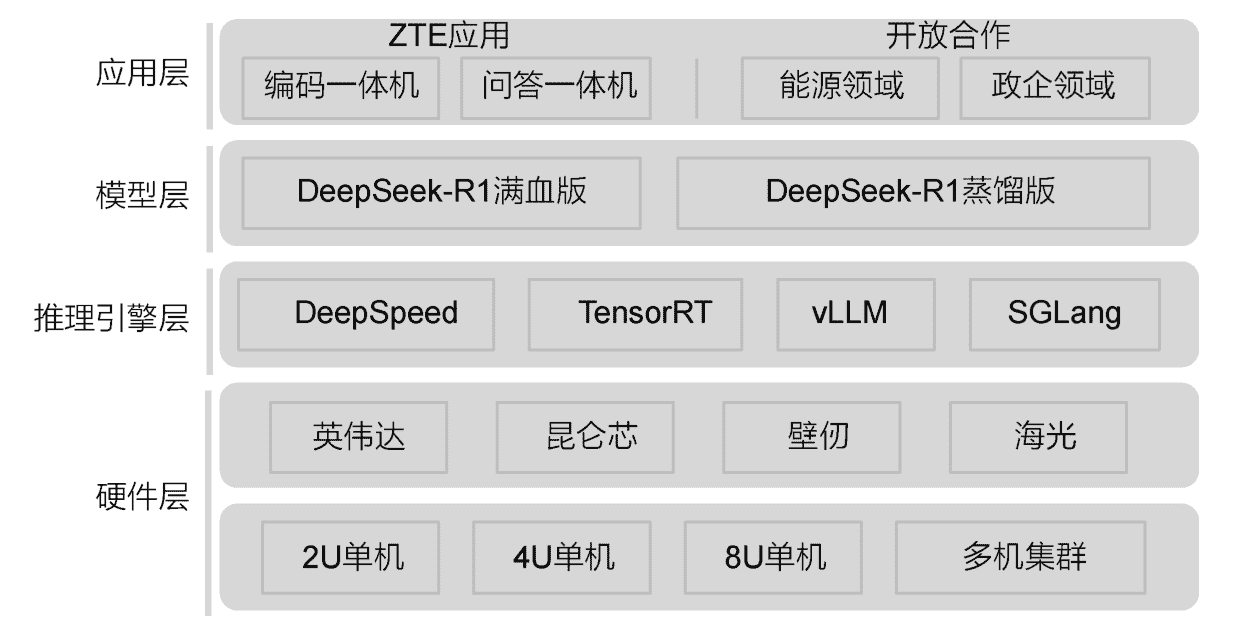 ZTE应用 开放合作
应用层 编码一体机 问答一体机 能源领域 政企领域
模型层 DeepSeek-R1满血版 DeepSeek-R1蒸馏版
推理引擎层 DeepSpeed TensorRT vLLM SGLang
英伟达 昆仑芯 壁仞 海光
硬件层
2U单机 4U单机 8U单机 多机集群